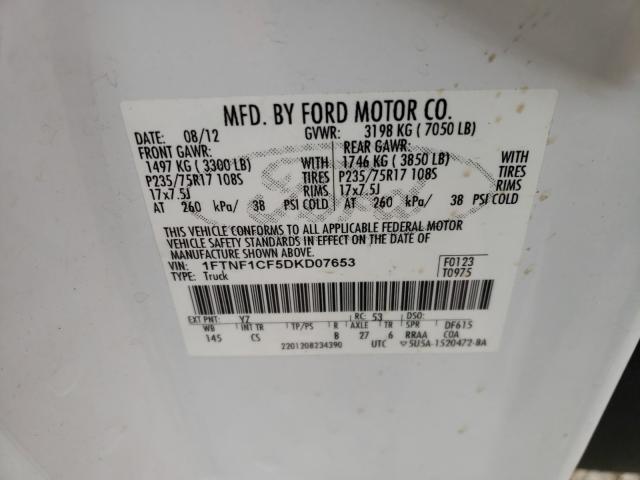 MFD. BY FORD MOTOR CO.
DATE: 08/12 GVWR: 3198 KG ( 7050 LB)
FRONT GAWR: REAR GAWR:
1497 KG ( 3300 LB) WITH 1746 KG ( 3850 LB) WITH
P235/75R17 108S TIRES P235/75R17 108S TIRES
17x7.5J RIMS 17x7.5J RIMS
AT 260 kPa/ 38 PSI COLD AT 260 kPa/ 38 PSI COLD
Ford
THIS VEHICLE CONFORMS TO ALL APPLICABLE FEDERAL MOTOR
VEHICLE SAFETY STANDARDS IN EFFECT ON THE DATE OF
MANUFACTURE SHOWN ABOVE.
VIN: 1FTNF1CF5DKD07653 F0123
TYPE: Truck T0975
EXT PNT: YZ RC: 53 DSO:
WB INT TR TP/PS R AXLE TR SPR DF615
145 CS 8 27 6 RRAA COA
2201208234390 UTC 5U5A-1520472-BA